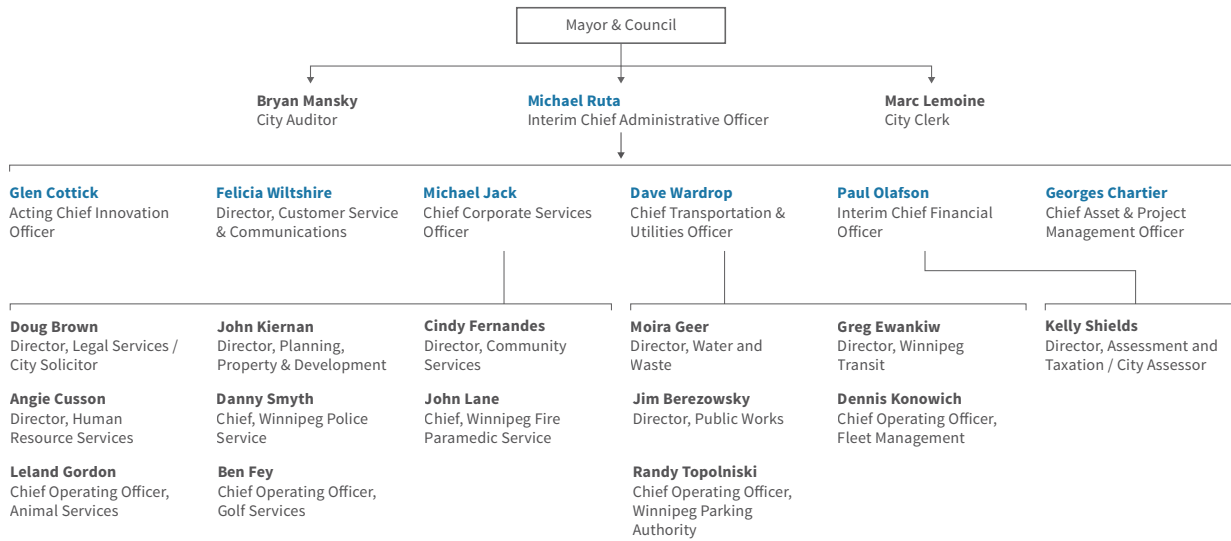 Mayor & Council
Bryan Mansky
City Auditor
Michael Ruta
Interim Chief Administrative Officer
Marc Lemoine
City Clerk
Glen Cottick
Acting Chief Innovation
Officer
Felicia Wiltshire
Director, Customer Service
& Communications
Michael Jack
Chief Corporate Services
Officer
Dave Wardrop
Chief Transportation &
Utilities Officer
Paul Olafson
Interim Chief Financial
Officer
Georges Chartier
Chief Asset & Project
Management Officer
Doug Brown
Director, Legal Services /
City Solicitor
John Kiernan
Director, Planning,
Property & Development
Cindy Fernandes
Director, Community
Services
Moira Geer
Director, Water and
Waste
Greg Ewankiw
Director, Winnipeg
Transit
Kelly Shields
Director, Assessment and
Taxation / City Assessor
Angie Cusson
Director, Human
Resource Services
Danny Smyth
Chief, Winnipeg Police
Service
John Lane
Chief, Winnipeg Fire
Paramedic Service
Jim Berezowsky
Director, Public Works
Dennis Konowich
Chief Operating Officer,
Fleet Management
Leland Gordon
Chief Operating Officer,
Animal Services
Ben Fey
Chief Operating Officer,
Golf Services
Randy Topolniski
Chief Operating Officer,
Winnipeg Parking
Authority